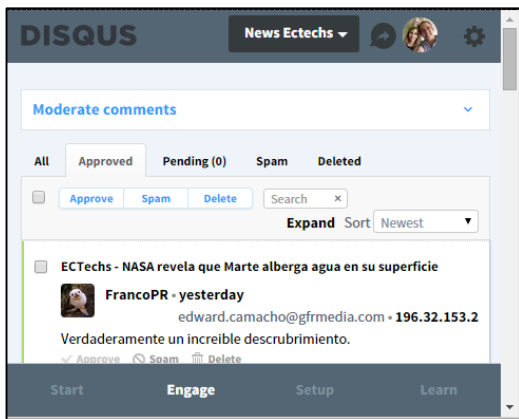 DISQUS News Ectechs
Moderate comments
All Approved Pending (0) Spam Deleted
Approve Spam Delete Search ×
Expand Sort Newest
ECTechs - NASA revela que Marte alberga agua en su superficie
FrancoPR • yesterday
edward.camacho@gfrmedia.com • 196.32.153.2
Verdaderamente un increible descrubrimiento.
Approve Spam Delete
Start Engage Setup Learn